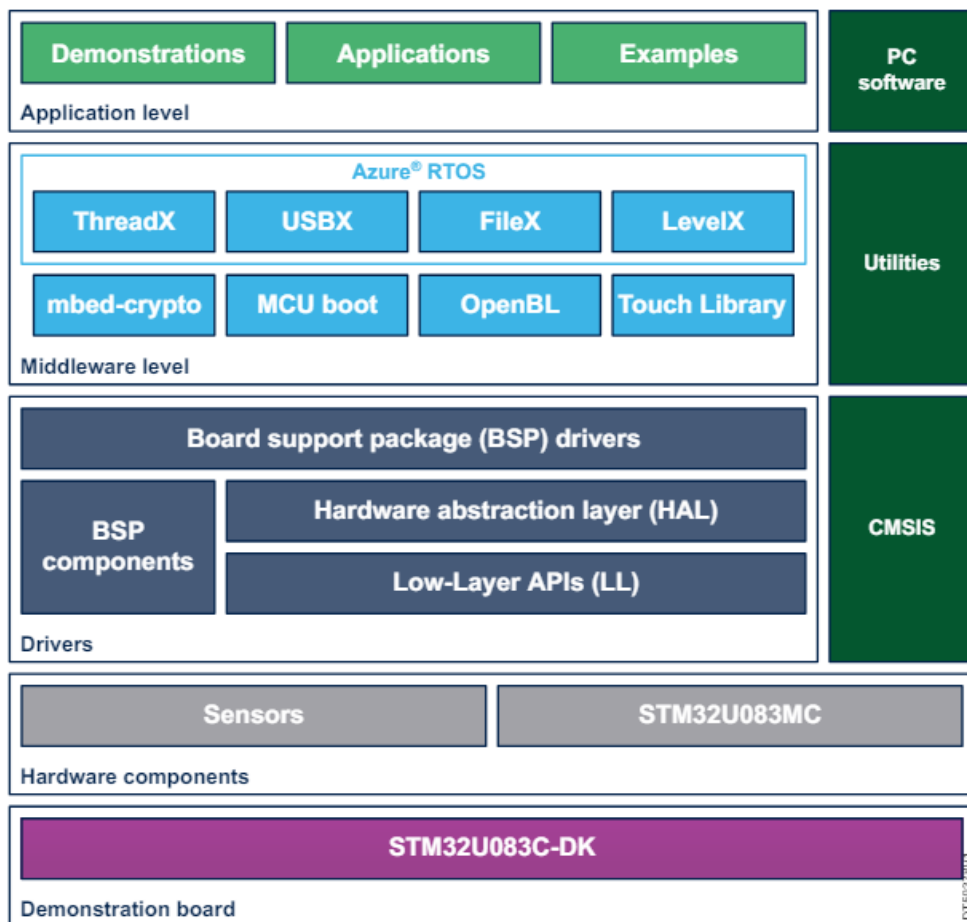 Demonstrations
Applications
Examples
Application level
PC
software
Azure® RTOS
ThreadX
USBX
FileX
LevelX
mbed-crypto
MCU boot
OpenBL
Touch Library
Middleware level
Utilities
Board support package (BSP) drivers
BSP
components
Hardware abstraction layer (HAL)
Low-Layer APIs (LL)
Drivers
CMSIS
Sensors
STM32U083MC
Hardware components
STM32U083C-DK
Demonstration board